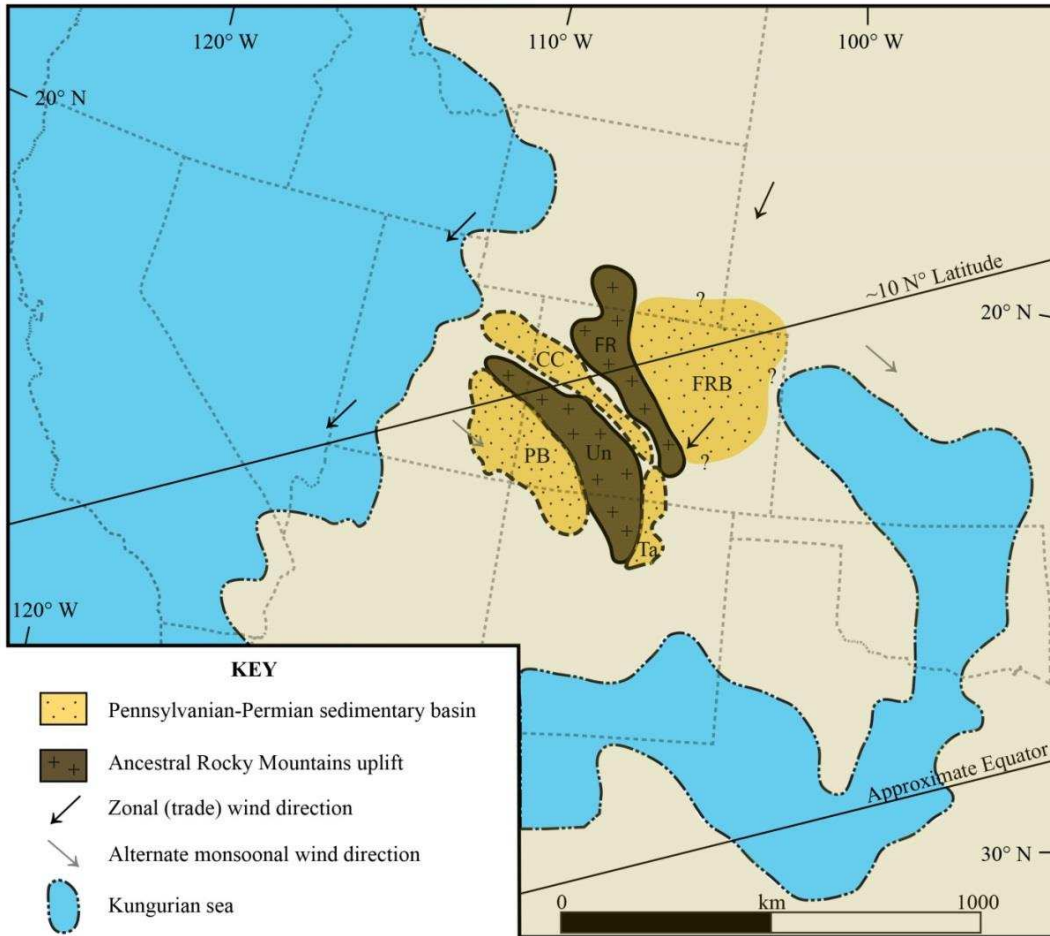 120° W
110° W
100° W
20° N
~10 N° Latitude
20° N
?
FR
CC
FRB
?
Un
PB
?
Ta
120° W
Approximate Equator
30° N
KEY
Pennsylvanian-Permian sedimentary basin
Ancestral Rocky Mountains uplift
Zonal (trade) wind direction
Alternate monsoonal wind direction
Kungurian sea
0 km 1000